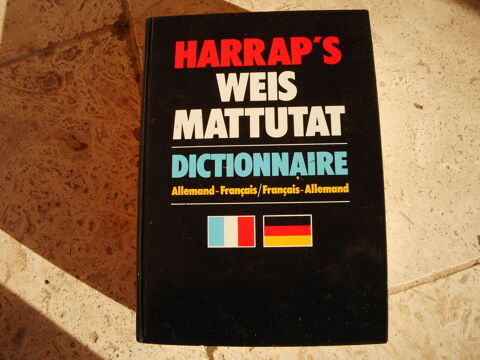 HARRAP'S
WEIS
MATTUTAT
DICTIONNAIRE
Allemand-Français/Français-Allemand